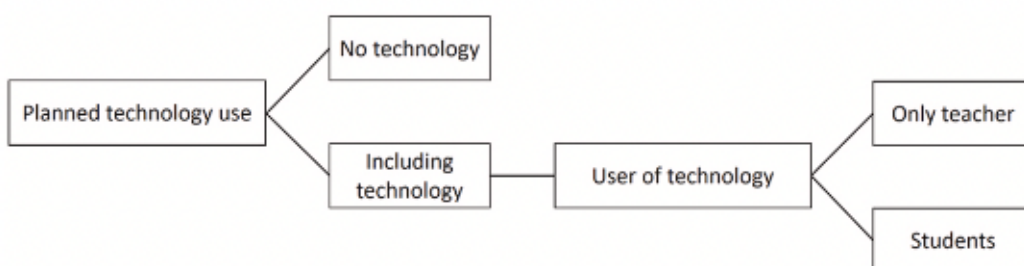 No technology
Planned technology use
Only teacher
Including
technology
User of technology
Students